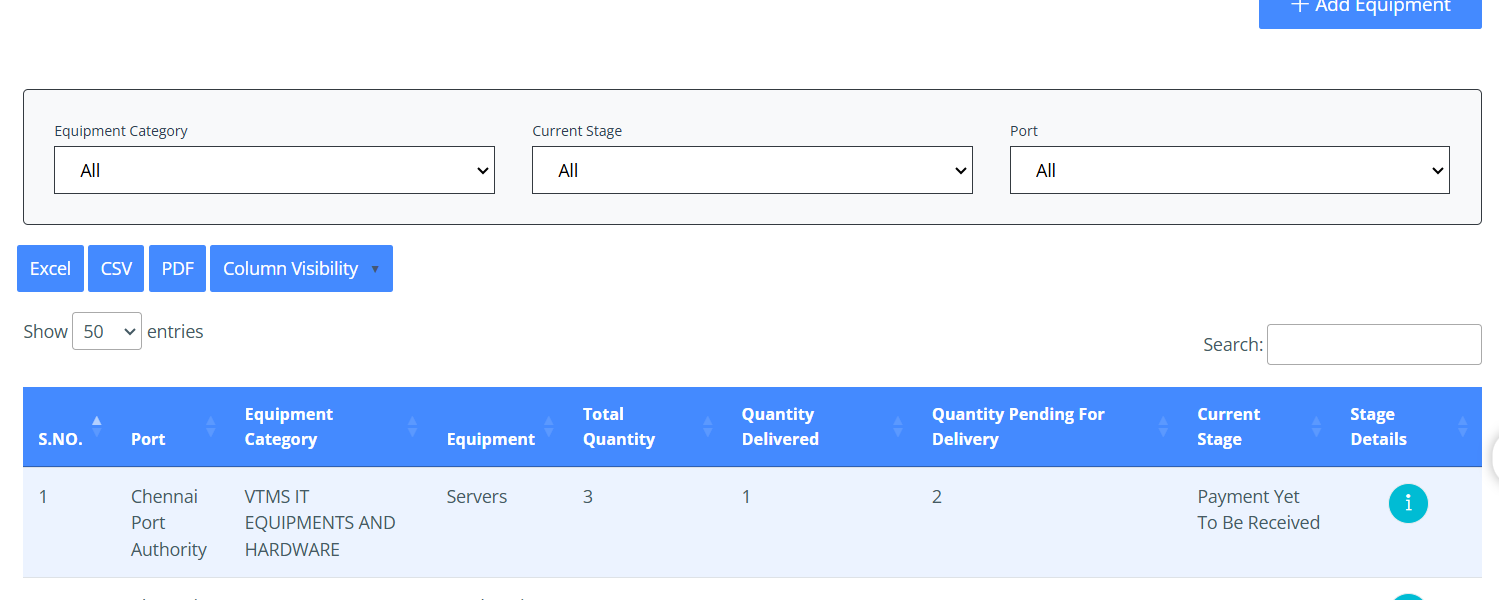 + Add Equipment
Equipment Category
Current Stage
Port
All
All
All
Excel
CSV
PDF
Column Visibility
Show 50 entries
Search:
S.NO.
Port
Equipment
Category
Equipment
Total
Quantity
Quantity
Delivered
Quantity Pending For
Delivery
Current
Stage
Stage
Details
1
Chennai
Port
Authority
VTMS IT
EQUIPMENTS AND
HARDWARE
Servers
3
1
2
Payment Yet
To Be Received
i